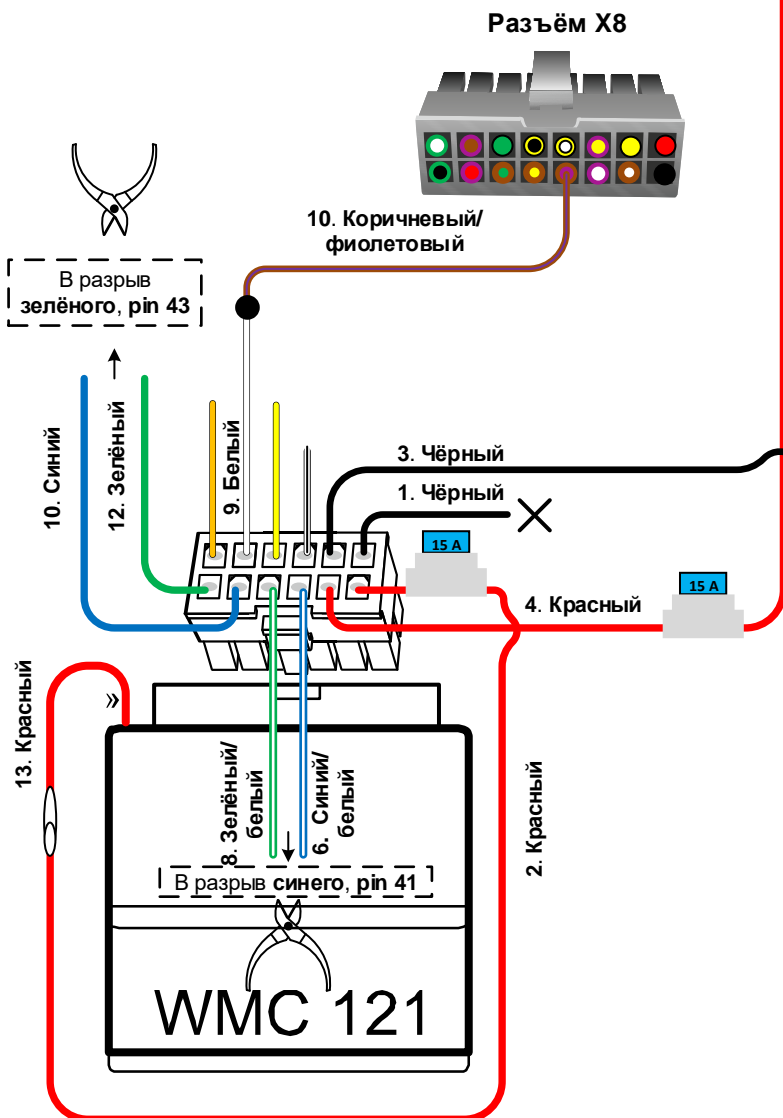 Разъём X8
10. Коричневый/
фиолетовый
В разрыв
зелёного, pin 43
10. Синий
12. Зелёный
9. Белый
3. Чёрный
1. Чёрный
15 A
15 A
4. Красный
13. Красный
»
8. Зелёный/
белый
6. Синий/
белый
2. Красный
В разрыв синего, pin 41
WMC 121